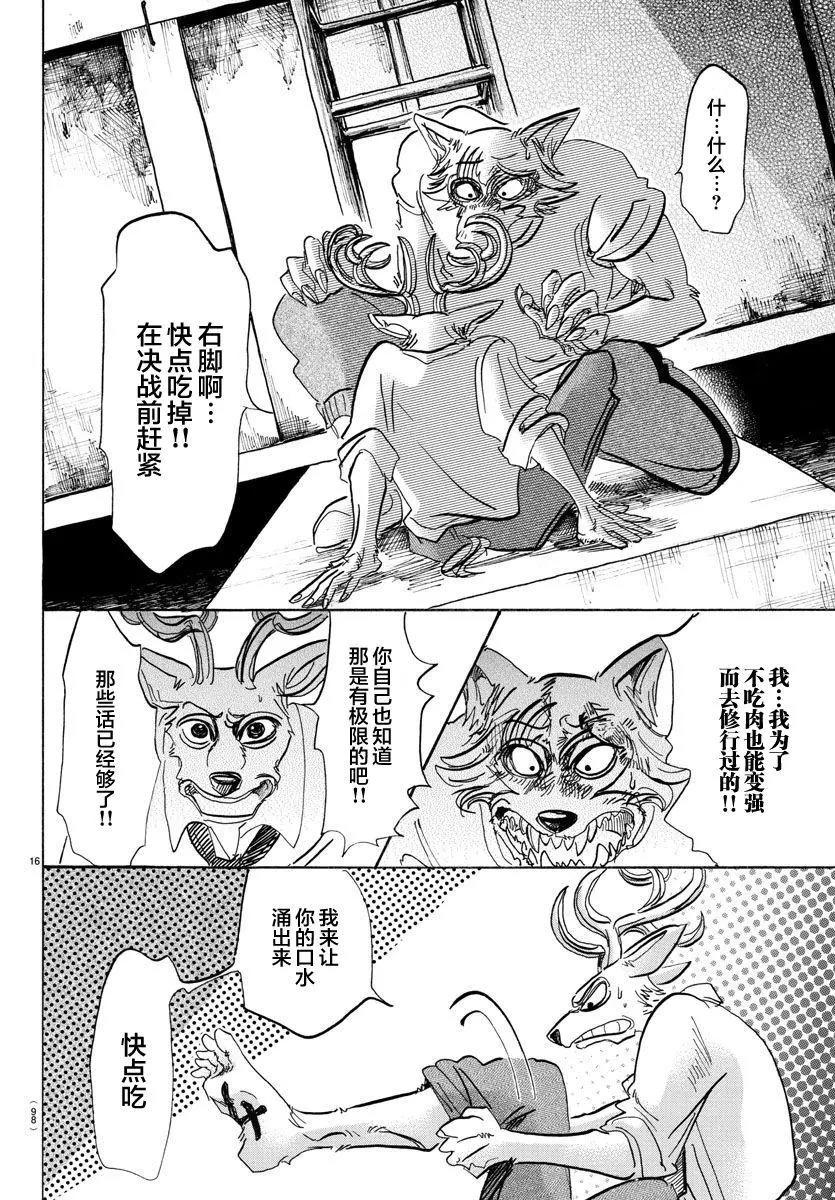 什…什么…?
右脚啊…
快点吃掉!!
在决战前赶紧
我…我为了
不吃肉也能变强
而去修行过的!!
你自己也知道
那是有极限的吧!!
那些话已经够了!!
我来让
你的口水
涌出来
快点吃
16
(98)